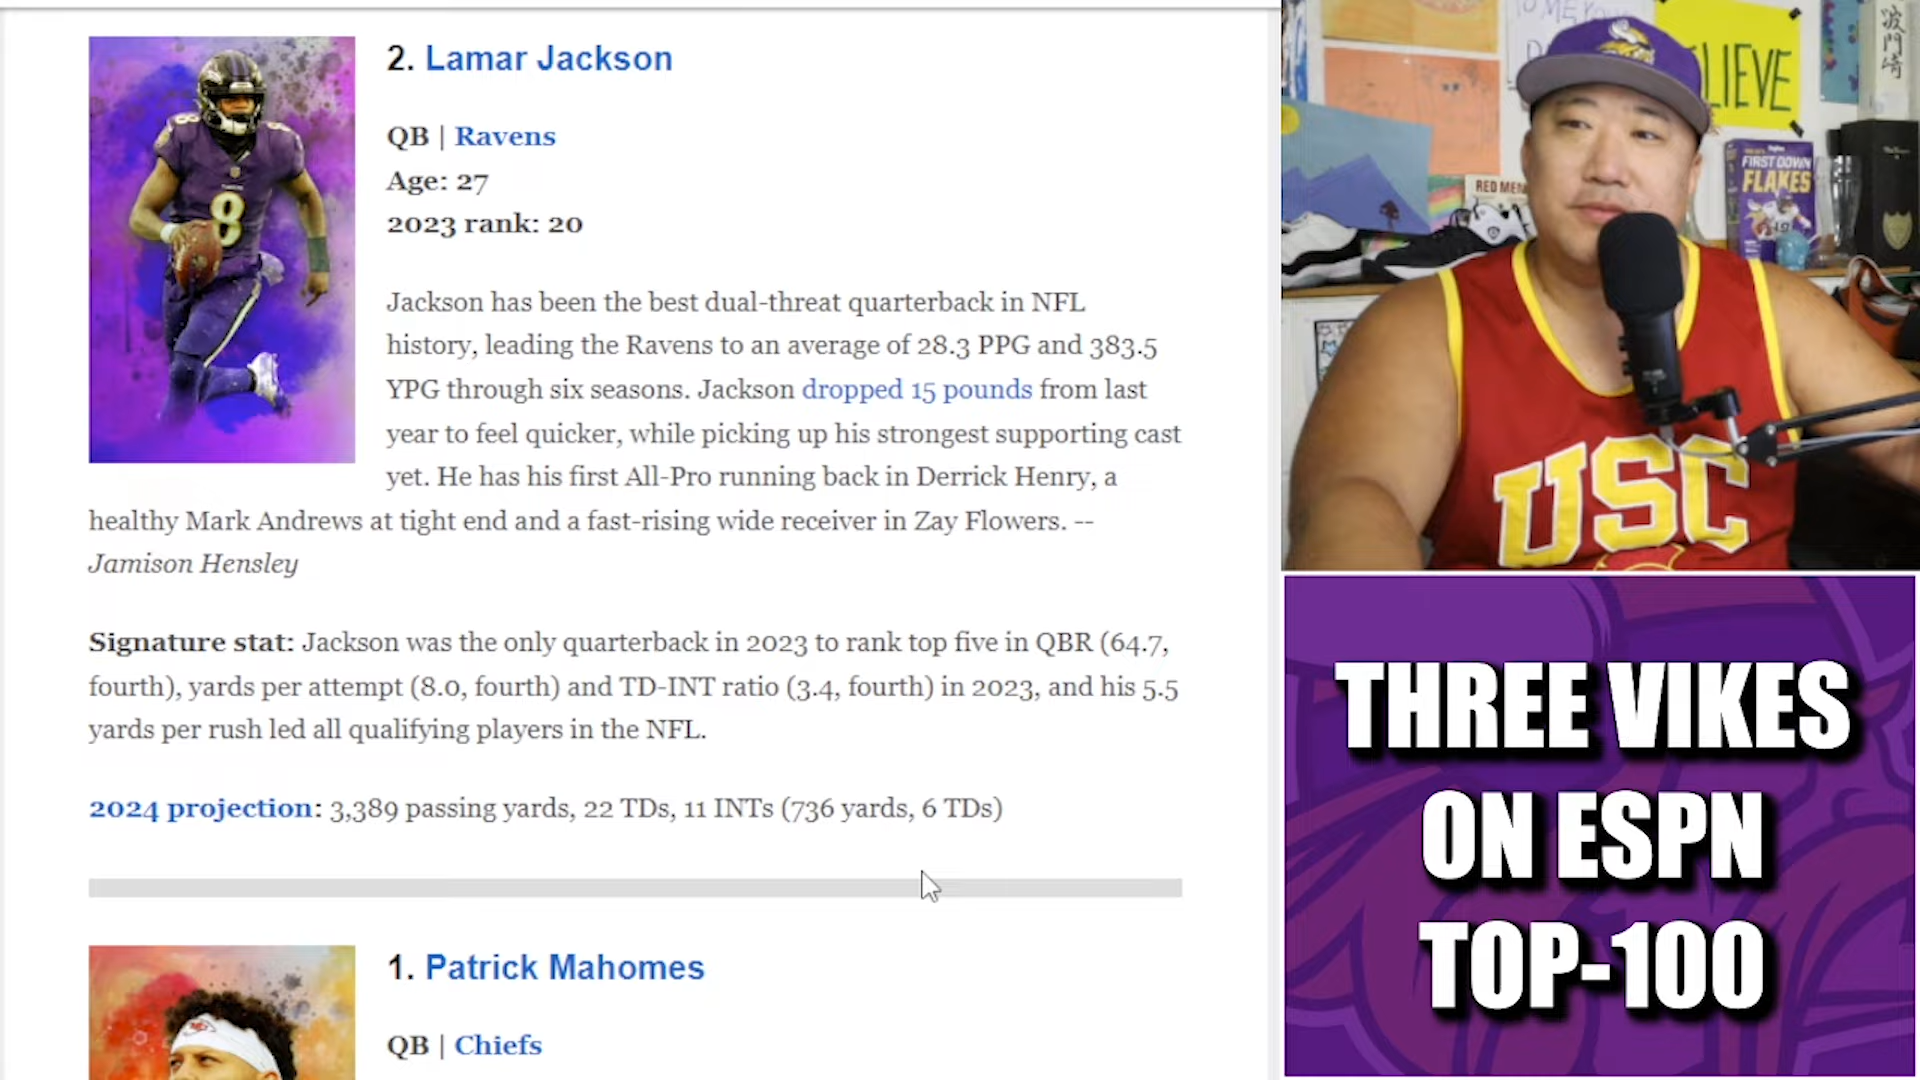 2. Lamar Jackson
QB | Ravens
Age: 27
2023 rank: 20
Jackson has been the best dual-threat quarterback in NFL
history, leading the Ravens to an average of 28.3 PPG and 383.5
YPG through six seasons. Jackson dropped 15 pounds from last
year to feel quicker, while picking up his strongest supporting cast
yet. He has his first All-Pro running back in Derrick Henry, a
healthy Mark Andrews at tight end and a fast-rising wide receiver in Zay Flowers. --
Jamison Hensley
Signature stat: Jackson was the only quarterback in 2023 to rank top five in QBR (64.7,
fourth), yards per attempt (8.0, fourth) and TD-INT ratio (3.4, fourth) in 2023, and his 5.5
yards per rush led all qualifying players in the NFL.
2024 projection: 3,389 passing yards, 22 TDs, 11 INTs (736 yards, 6 TDs)
1. Patrick Mahomes
QB | Chiefs
8
TO ME YOU
LIEVE
波
門
崎
FIRST DOWN
FLAKES
RED MEN
USC
THREE VIKES
ON ESPN
TOP-100